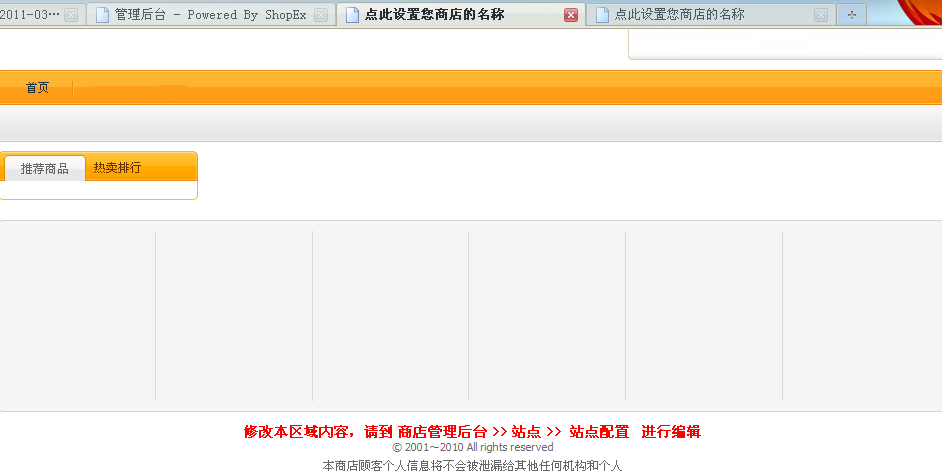 2011-03… 管理后台 - Powered By ShopEx 点此设置您商店的名称 点此设置您商店的名称
首页
推荐商品 热卖排行
修改本区域内容，请到 商店管理后台 >> 站点 >> 站点配置 进行编辑
© 2001～2010 All rights reserved
本商店顾客个人信息将不会被泄漏给其他任何机构和个人